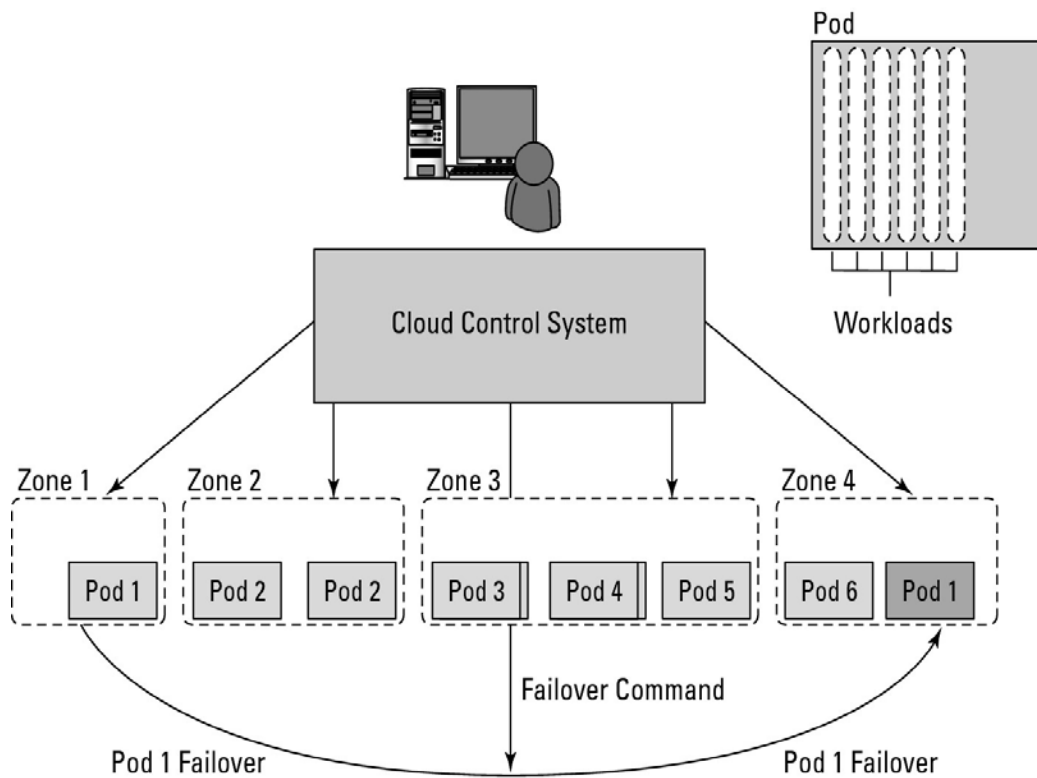 Pod
Workloads
Cloud Control System
Zone 1
Zone 2
Zone 3
Zone 4
Pod 1
Pod 2
Pod 2
Pod 3
Pod 4
Pod 5
Pod 6
Pod 1
Failover Command
Pod 1 Failover
Pod 1 Failover